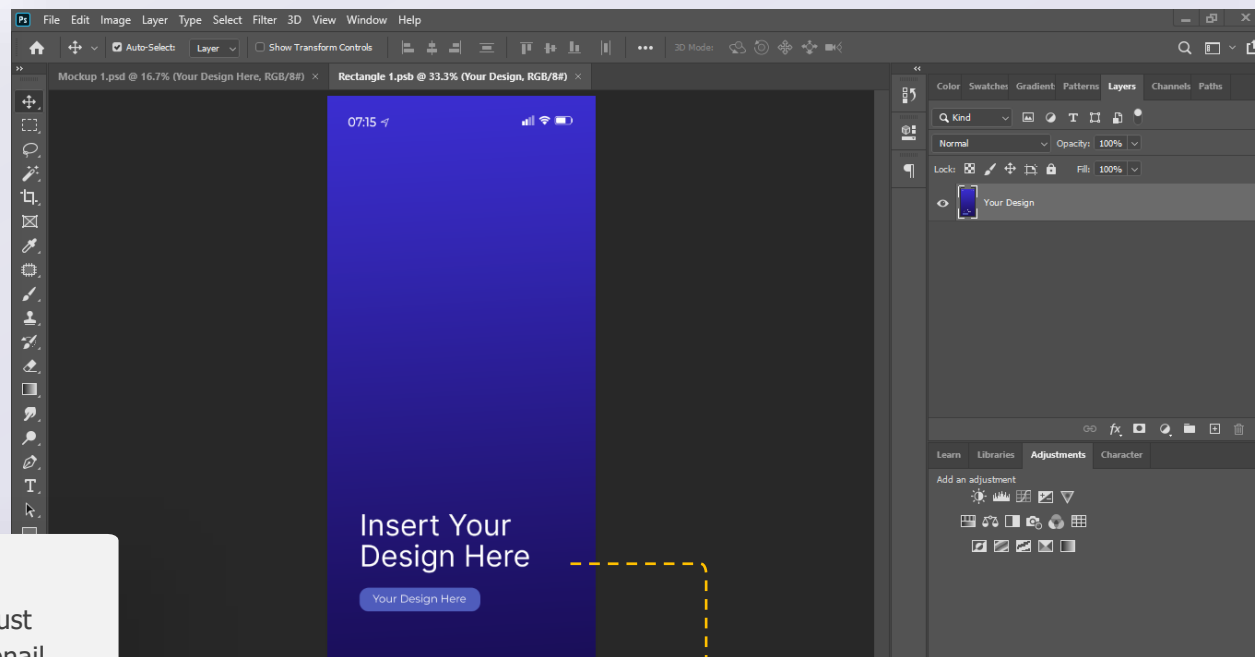 Ps File Edit Image Layer Type Select Filter 3D View Window Help
Auto-Select: Layer Show Transform Controls 3D Mode:
Mockup 1.psd @ 16.7% (Your Design Here, RGB/8#) × Rectangle 1.psb @ 33.3% (Your Design, RGB/8#) ×
Color Swatches Gradient Patterns Layers Channels Paths
Kind
Normal Opacity: 100%
Lock: Fill: 100%
Your Design
07:15
Insert Your
Design Here
Your Design Here
Learn Libraries Adjustments Character
Add an adjustment